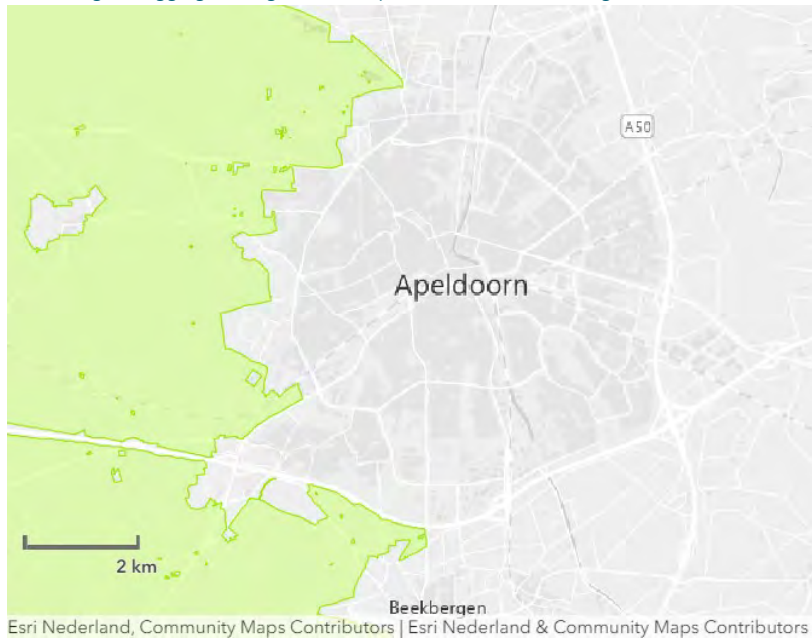 A50
Apeldoorn
2 km
Beekbergen
Esri Nederland, Community Maps Contributors | Esri Nederland & Community Maps Contributors